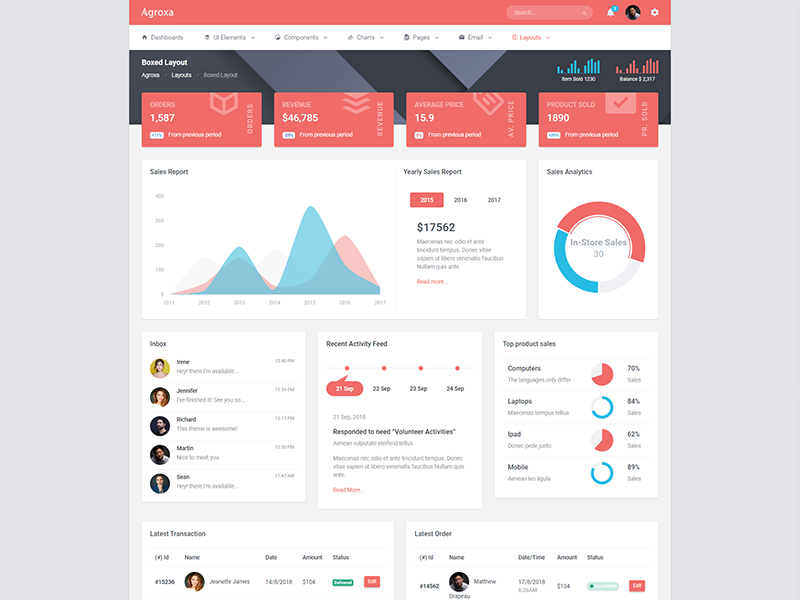 Agroxa
Search...
Dashboards
UI Elements
Components
Charts
Pages
Email
Layouts
Boxed Layout
Agroxa
Layouts
Boxed Layout
Item Sold 1230
Balance $ 2,317
ORDERS
1,587
From previous period
ORDERS
REVENUE
$46,785
-29%
From previous period
REVENUE
AVERAGE PRICE
15.9
0%
From previous period
AV. PRICE
PRODUCT SOLD
1890
From previous period
PR. SOLD
Sales Report
400
300
200
100
0
2011
2012
2013
2014
2015
2016
2017
Yearly Sales Report
2015
2016
2017
$17562
Maecenas nec odio et ante
tincidunt tempus. Donec vitae
sapien ut libero venenatis faucibus
Nullam quis ante.
Read more...
Sales Analytics
In-Store Sales
30
Inbox
Irene
13:40 PM
Hey! there I'm available...
Jennifer
13:34 PM
I've finished it! See you so...
Richard
13:17 PM
This theme is awesome!
Martin
12:20 PM
Nice to meet you
Sean
11:47 AM
Hey! there I'm available...
Recent Activity Feed
21 Sep
22 Sep
23 Sep
24 Sep
21 Sep, 2018
Responded to need “Volunteer Activities”
Aenean vulputate eleifend tellus
Maecenas nec odio et ante tincidunt tempus. Donec
vitae sapien ut libero venenatis faucibus Nullam quis
ante.
Read More...
Top product sales
Computers
The languages only differ
70%
Sales
Laptops
Maecenas tempus tellus
84%
Sales
Ipad
Donec pede justo
62%
Sales
Mobile
Aenean leo ligula
89%
Sales
Latest Transaction
(#) Id
Name
Date
Amount
Status
#15236
Jeanette James
14/8/2018
$104
Delivered
Edit
Latest Order
(#) Id
Name
Date/Time
Amount
Status
#14562
Matthew
Drapeau
17/8/2018
8:26AM
$104
Edit